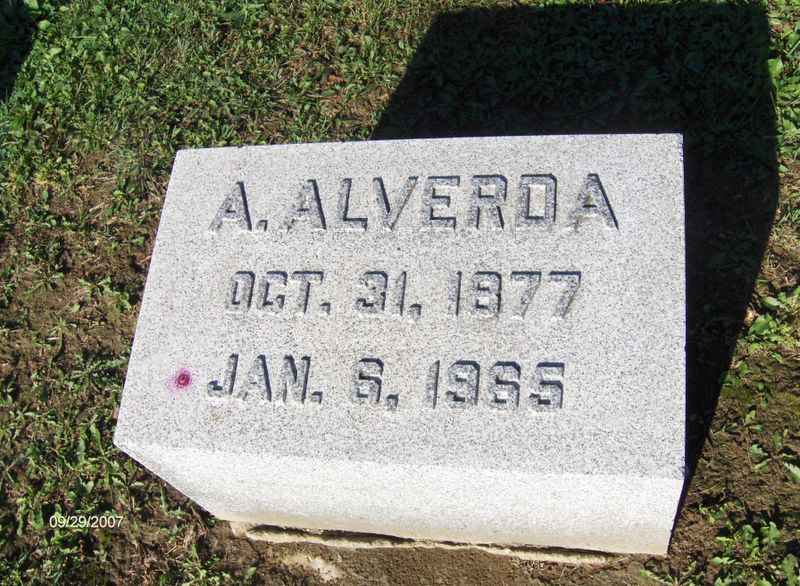 A. ALVERDA
OCT. 31, 1877
JAN. 6, 1965
09/29/2007